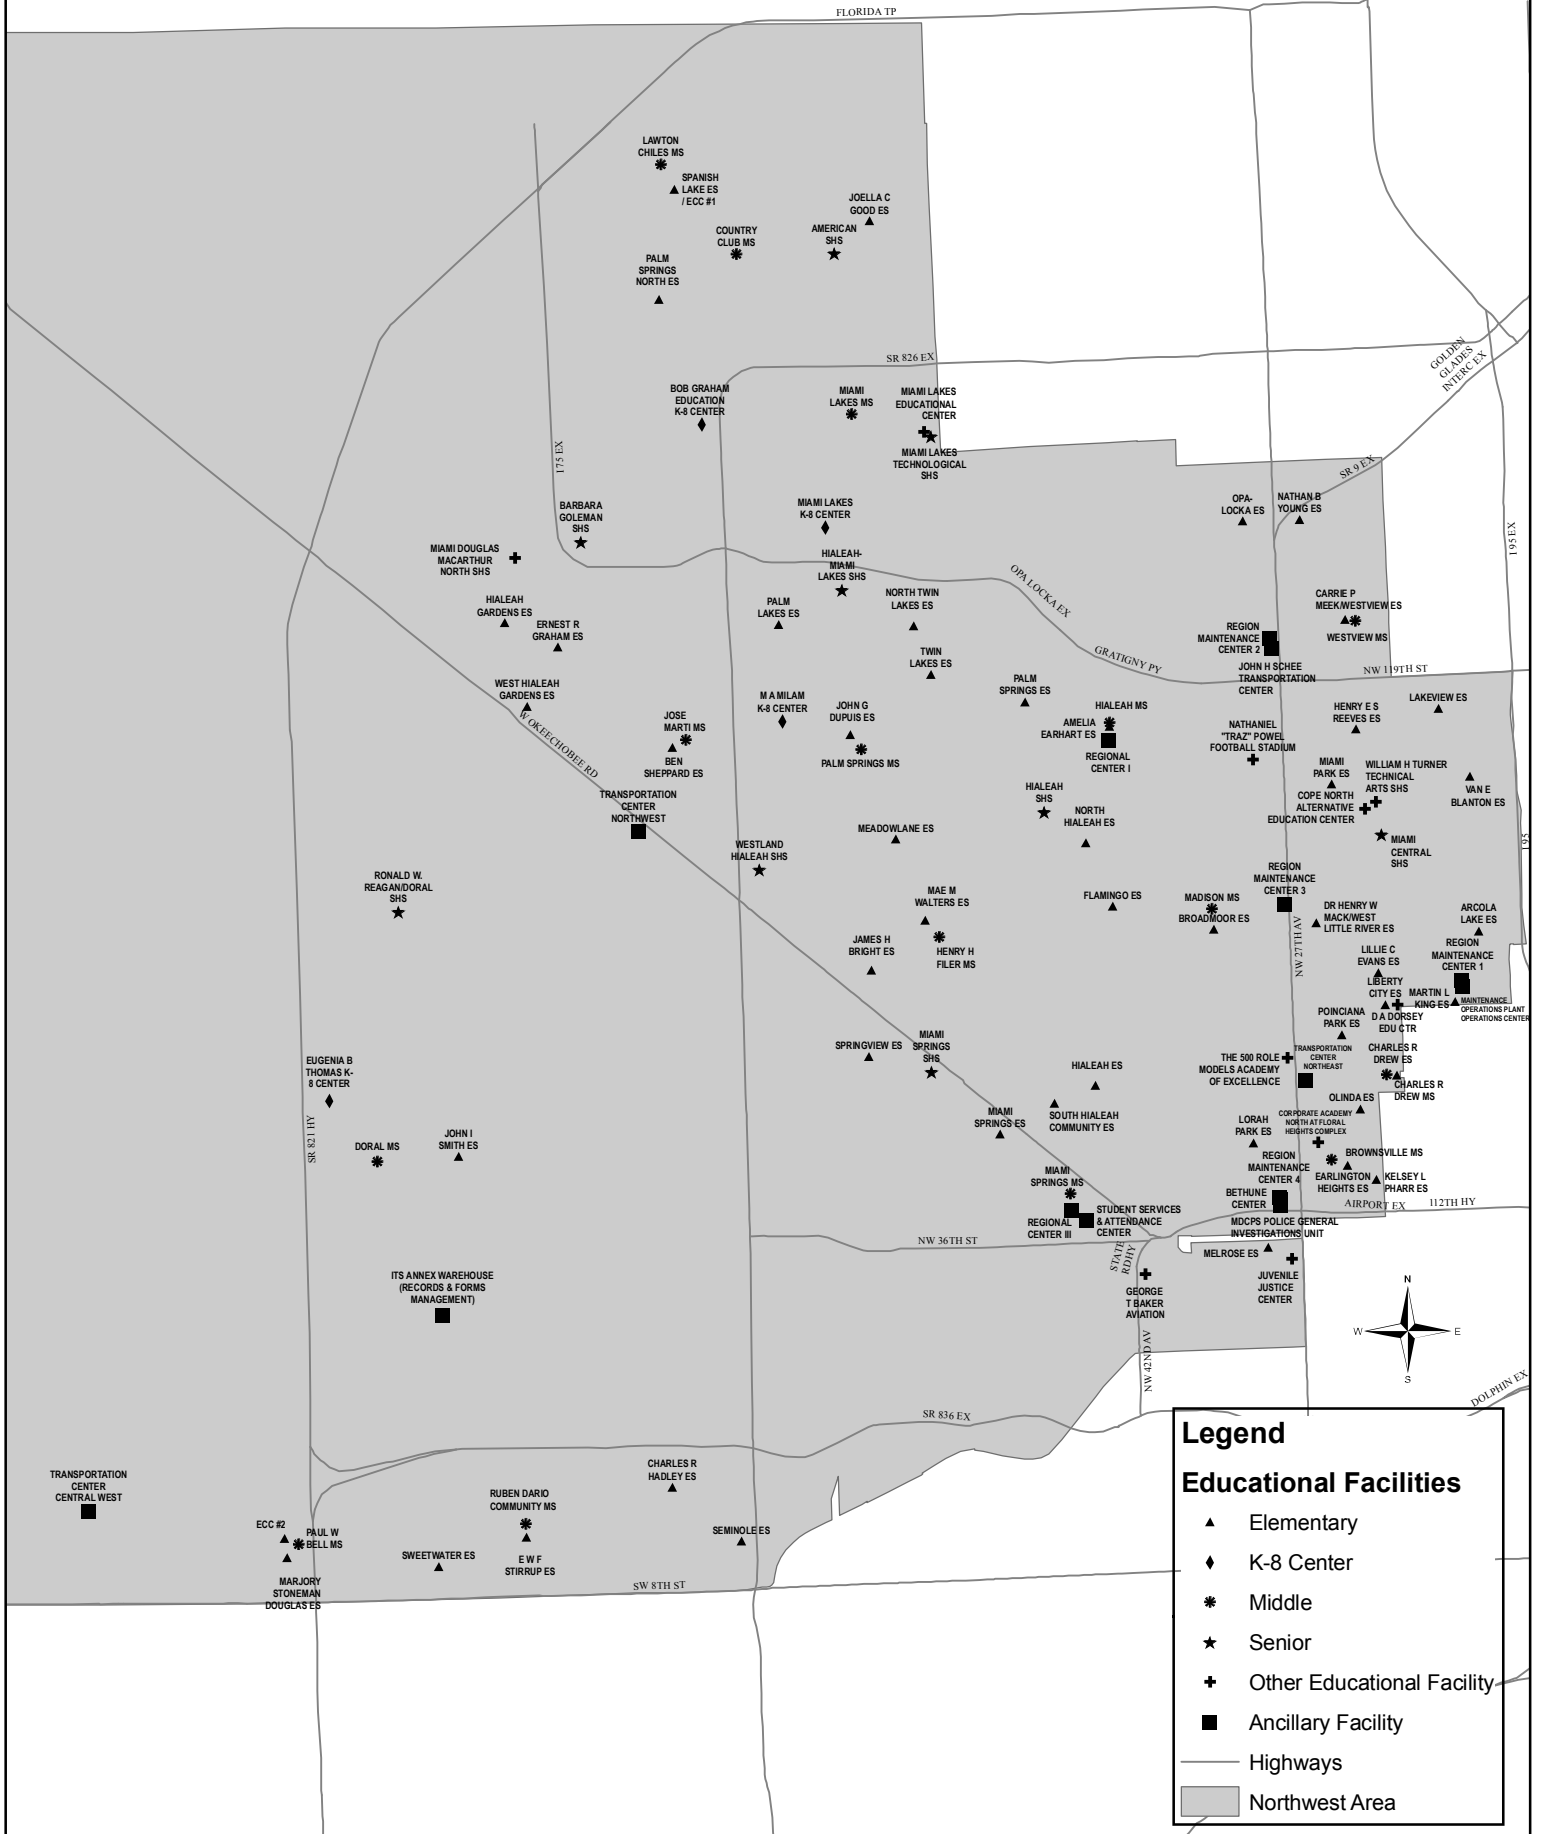 FLORIDA TP
LAWTON
CHILES MS
SPANISH
LAKE ES
/ ECC #1
JOELLA C
GOOD ES
COUNTRY
CLUB MS
AMERICAN
SHS
PALM
SPRINGS
NORTH ES
SR 826 EX
GOLDEN
GLADES
INTERC EX
BOB GRAHAM
EDUCATION
K-8 CENTER
MIAMI
LAKES MS
MIAMI LAKES
EDUCATIONAL
CENTER
MIAMI LAKES
TECHNOLOGICAL
SHS
175 EX
SR 9 EX
BARBARA
GOLEMAN
SHS
MIAMI LAKES
K-8 CENTER
OPA-
LOCKA ES
NATHAN B
YOUNG ES
195 EX
MIAMI DOUGLAS
MACARTHUR
NORTH SHS
HIALEAH-
MIAMI
LAKES SHS
OPA LOCKA EX
HIALEAH
GARDENS ES
ERNEST R
GRAHAM ES
PALM
LAKES ES
NORTH TWIN
LAKES ES
CARRIE P
MEEK/WESTVIEW ES
WESTVIEW MS
REGION
MAINTENANCE
CENTER 2
JOHN H SCHEE
TRANSPORTATION
CENTER
TWIN
LAKES ES
GRATIGNY PY
NW 119TH ST
WEST HIALEAH
GARDENS ES
W OKEECHOBEE RD
JOSE
MARTI MS
BEN
SHEPPARD ES
M A MILAM
K-8 CENTER
JOHN G
DUPUIS ES
PALM SPRINGS MS
PALM
SPRINGS ES
HIALEAH MS
AMELIA
EARHART ES
REGIONAL
CENTER I
HENRY E S
REEVES ES
LAKEVIEW ES
NATHANIEL
"TRAZ" POWEL
FOOTBALL STADIUM
MIAMI
PARK ES
WILLIAM H TURNER
TECHNICAL
ARTS SHS
COPE NORTH
ALTERNATIVE
EDUCATION CENTER
VAN E
BLANTON ES
TRANSPORTATION
CENTER
NORTHWEST
HIALEAH
SHS
NORTH
HIALEAH ES
MEADOWLANE ES
MIAMI
CENTRAL
SHS
195
WESTLAND
HIALEAH SHS
RONALD W.
REAGAN/DORAL
SHS
MAE M
WALTERS ES
HENRY H
FILER MS
FLAMINGO ES
MADISON MS
BROADMOOR ES
REGION
MAINTENANCE
CENTER 3
DR HENRY W
MACK/WEST
LITTLE RIVER ES
ARCOLA
LAKE ES
NW 27TH AV
JAMES H
BRIGHT ES
LILLIE C
EVANS ES
REGION
MAINTENANCE
CENTER 1
LIBERTY
CITY ES
MARTIN L
KING ES
MAINTENANCE
OPERATIONS PLANT
OPERATIONS CENTER
D A DORSEY
EDU CTR
POINCIANA
PARK ES
SPRINGVIEW ES
MIAMI
SPRINGS
SHS
HIALEAH ES
THE 500 ROLE
MODELS ACADEMY
OF EXCELLENCE
TRANSPORTATION
CENTER
NORTHEAST
CHARLES R
DREW ES
CHARLES R
DREW MS
EUGENIA B
THOMAS K-
8 CENTER
SR 821 HY
DORAL MS
JOHN I
SMITH ES
MIAMI
SPRINGS ES
SOUTH HIALEAH
COMMUNITY ES
OLINDA ES
CORPORATE ACADEMY
NORTH AT FLORAL
HEIGHTS COMPLEX
LORAH
PARK ES
BROWNSVILLE MS
EARLINGTON
HEIGHTS ES
KELSEY L
PHARR ES
REGION
MAINTENANCE
CENTER 4
MIAMI
SPRINGS MS
BETHUNE
CENTER
AIRPORT EX
112TH HY
REGIONAL
CENTER III
STUDENT SERVICES
& ATTENDANCE
CENTER
MDCPS POLICE GENERAL
INVESTIGATIONS UNIT
NW 36TH ST
STATE
RDHY
MELROSE ES
JUVENILE
JUSTICE
CENTER
GEORGE
T BAKER
AVIATION
ITS ANNEX WAREHOUSE
(RECORDS & FORMS
MANAGEMENT)
NW 42ND AV
N
W
E
S
DOLPHIN EX
SR 836 EX
TRANSPORTATION
CENTER
CENTRAL WEST
CHARLES R
HADLEY ES
RUBEN DARIO
COMMUNITY MS
E W F
STIRRUP ES
ECC #2
PAUL W
BELL MS
MARJORY
STONEMAN
DOUGLAS ES
SWEETWATER ES
SEMINOLE ES
SW 8TH ST
Legend
Educational Facilities
Elementary
K-8 Center
Middle
Senior
Other Educational Facility
Ancillary Facility
Highways
Northwest Area